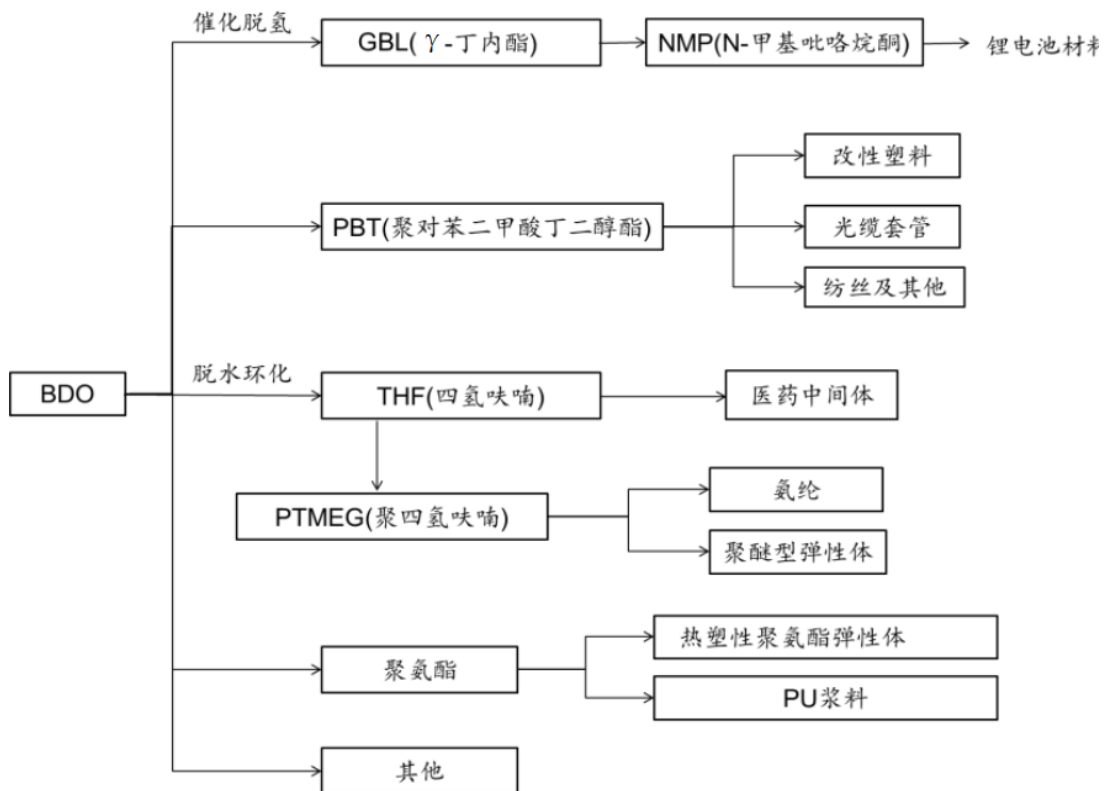 催化脱氢
GBL(γ-丁内酯)
NMP(N-甲基吡咯烷酮)
锂电池材料
改性塑料
PBT(聚对苯二甲酸丁二醇酯)
光缆套管
纺丝及其他
脱水环化
BDO
THF(四氢呋喃)
医药中间体
PTMEG(聚四氢呋喃)
氨纶
聚醚型弹性体
热塑性聚氨酯弹性体
聚氨酯
PU浆料
其他